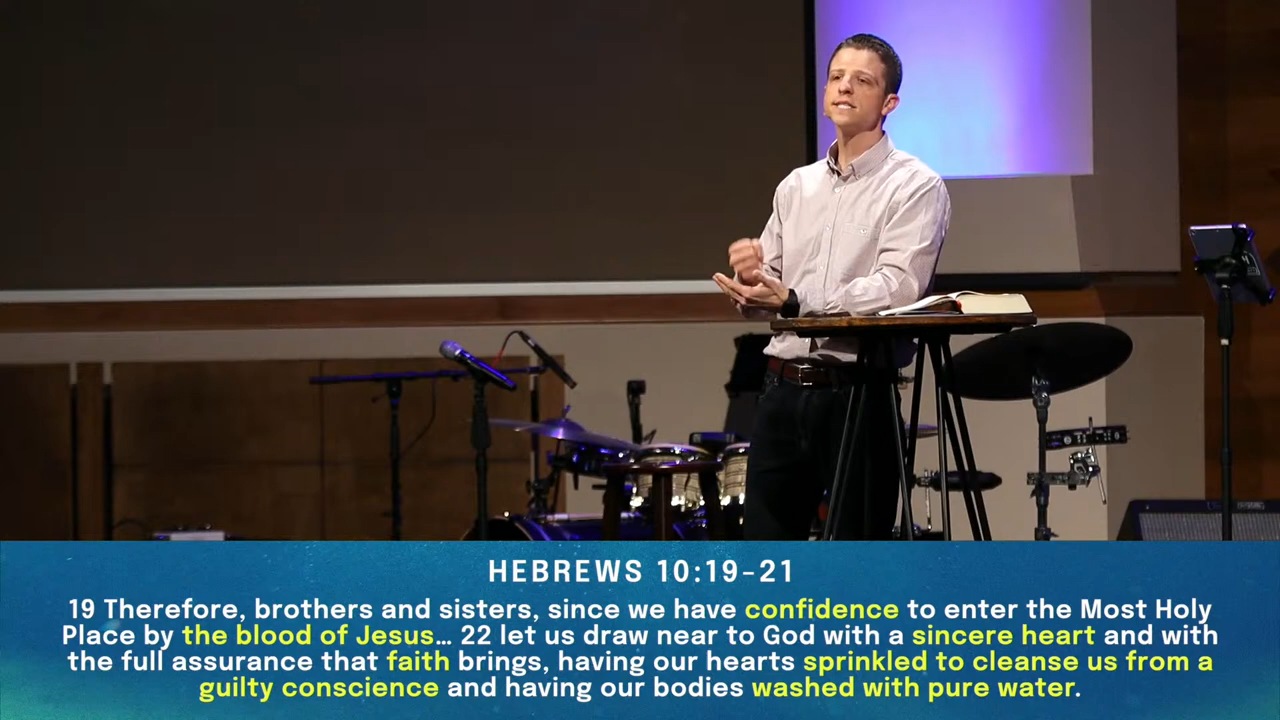 HEBREWS 10:19-21
19 Therefore, brothers and sisters, since we have confidence to enter the Most Holy
Place by the blood of Jesus... 22 let us draw near to God with a sincere heart and with
the full assurance that faith brings, having our hearts sprinkled to cleanse us from a
guilty conscience and having our bodies washed with pure water.